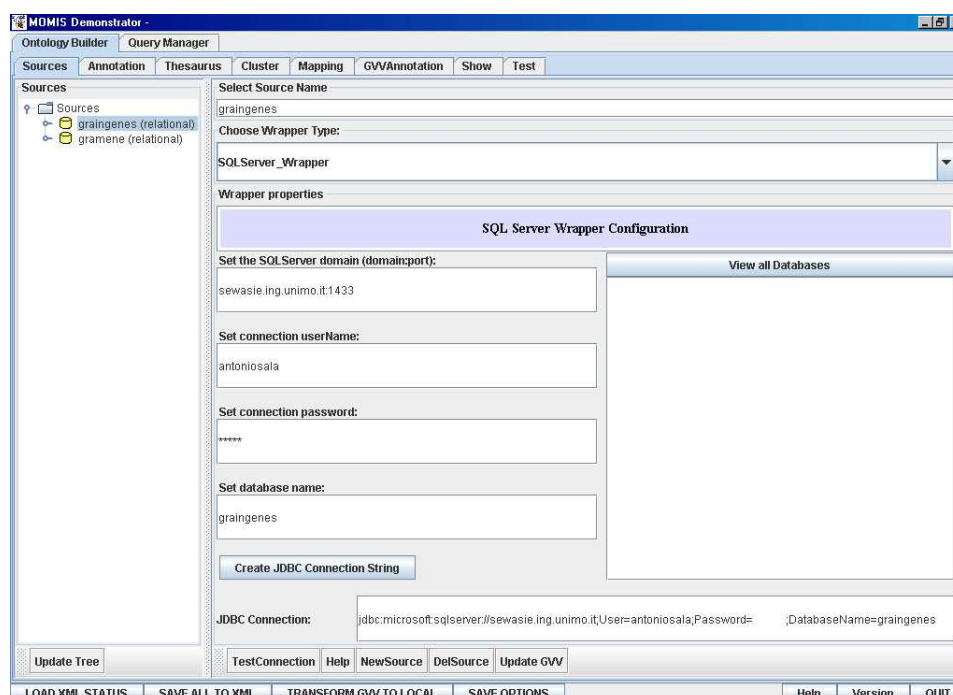 MOMIS Demonstrator -
Ontology Builder Query Manager
Sources Annotation Thesaurus Cluster Mapping GVVAnnotation Show Test
Sources
Sources
graingenes (relational)
gramene (relational)
Select Source Name
graingenes
Choose Wrapper Type:
SQLServer_Wrapper
Wrapper properties
SQL Server Wrapper Configuration
Set the SQLServer domain (domain:port):
sewasie.ing.unimo.it:1433
View all Databases
Set connection userName:
antoniosala
Set connection password:
*****
Set database name:
graingenes
Create JDBC Connection String
JDBC Connection:
jdbc:microsoft:sqlserver://sewasie.ing.unimo.it;User=antoniosala;Password= ;DatabaseName=graingenes
Update Tree TestConnection Help NewSource DelSource Update GVV
LOAD XML STATUS SAVE ALL TO XML TRANSFORM GVV TO LOCAL SAVE OPTIONS Help Version QUIT